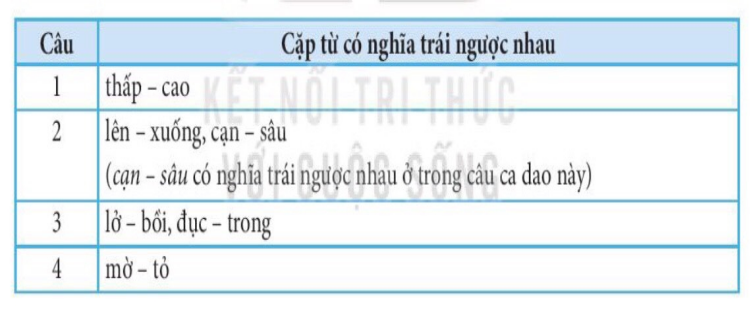 Câu Cặp từ có nghĩa trái ngược nhau
1 thấp – cao
2 lên – xuống, cạn – sâu
(cạn – sâu có nghĩa trái ngược nhau ở trong câu ca dao này)
3 lở – bồi, đục – trong
4 mờ – tỏ
KẾT NỐI TRI THỨC
VỚI CUỘC SỐNG